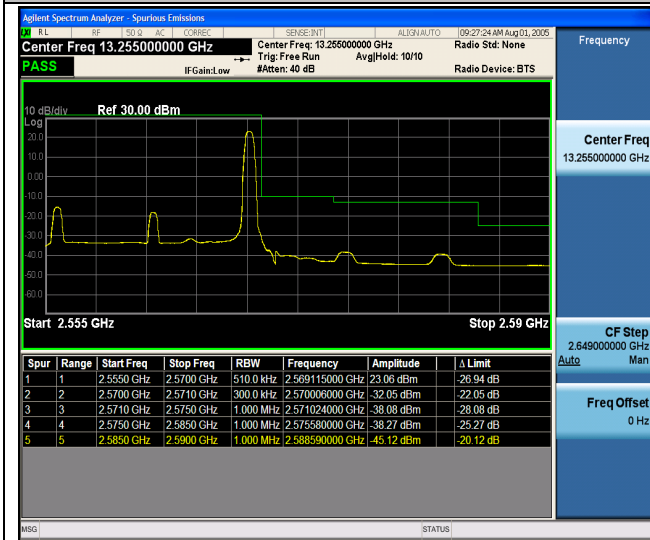 Agilent Spectrum Analyzer - Spurious Emissions
RL RF 50 Ω AC CORREC SENSE:INT ALIGNAUTO 09:27:24 AM Aug 01, 2005
Center Freq 13.255000000 GHz
Center Freq: 13.255000000 GHz
Radio Std: None
Trig: Free Run Avg|Hold: 10/10
PASS
IFGain:Low
#Atten: 40 dB
Radio Device: BTS
Frequency
10 dB/div Ref 30.00 dBm
Log
20.0
10.0
0.00
-10.0
-20.0
-30.0
-40.0
-50.0
-60.0
Start 2.555 GHz Stop 2.59 GHz
Center Freq
13.255000000 GHz
CF Step
2.649000000 GHz
Auto Man
Freq Offset
0 Hz
Spur Range Start Freq Stop Freq RBW Frequency Amplitude Δ Limit
1 1 2.5550 GHz 2.5700 GHz 510.0 kHz 2.569115000 GHz 23.06 dBm -26.94 dB
2 2 2.5700 GHz 2.5710 GHz 300.0 kHz 2.570006000 GHz -32.05 dBm -22.05 dB
3 3 2.5710 GHz 2.5750 GHz 1.000 MHz 2.571024000 GHz -38.08 dBm -28.08 dB
4 4 2.5750 GHz 2.5850 GHz 1.000 MHz 2.575580000 GHz -38.27 dBm -25.27 dB
5 5 2.5850 GHz 2.5900 GHz 1.000 MHz 2.588590000 GHz -45.12 dBm -20.12 dB
MSG STATUS